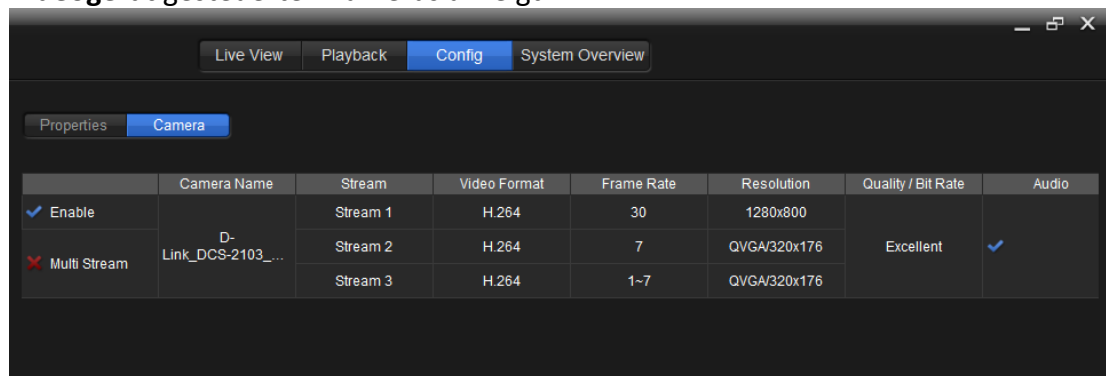 Live View Playback Config System Overview
Properties Camera
Camera Name Stream Video Format Frame Rate Resolution Quality / Bit Rate Audio
Enable Stream 1 H.264 30 1280x800
D-Link_DCS-2103_... Stream 2 H.264 7 QVGA/320x176 Excellent
Multi Stream
Stream 3 H.264 1~7 QVGA/320x176